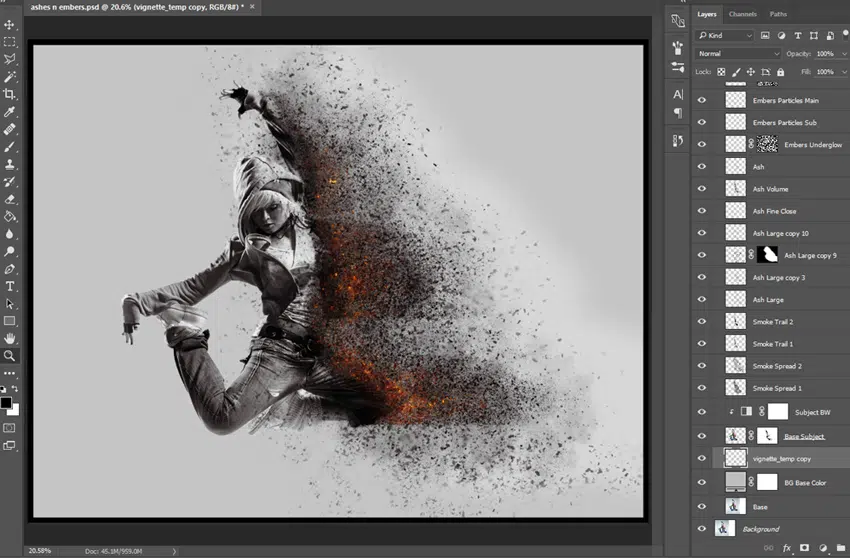 ashes n embers.psd @ 20.6% (vignette_temp copy, RGB/8#) * ×
Layers Channels Paths
Kind
Normal Opacity: 100%
Lock: Fill: 100%
Embers Particles Main
Embers Particles Sub
Embers Underglow
Ash
Ash Volume
Ash Fine Close
Ash Large copy 10
Ash Large copy 9
Ash Large copy 3
Ash Large
Smoke Trail 2
Smoke Trail 1
Smoke Spread 2
Smoke Spread 1
Subject BW
Base Subject
vignette_temp copy
BG Base Color
Base
Background
20.58% Doc: 45.1M/959.0M
fx